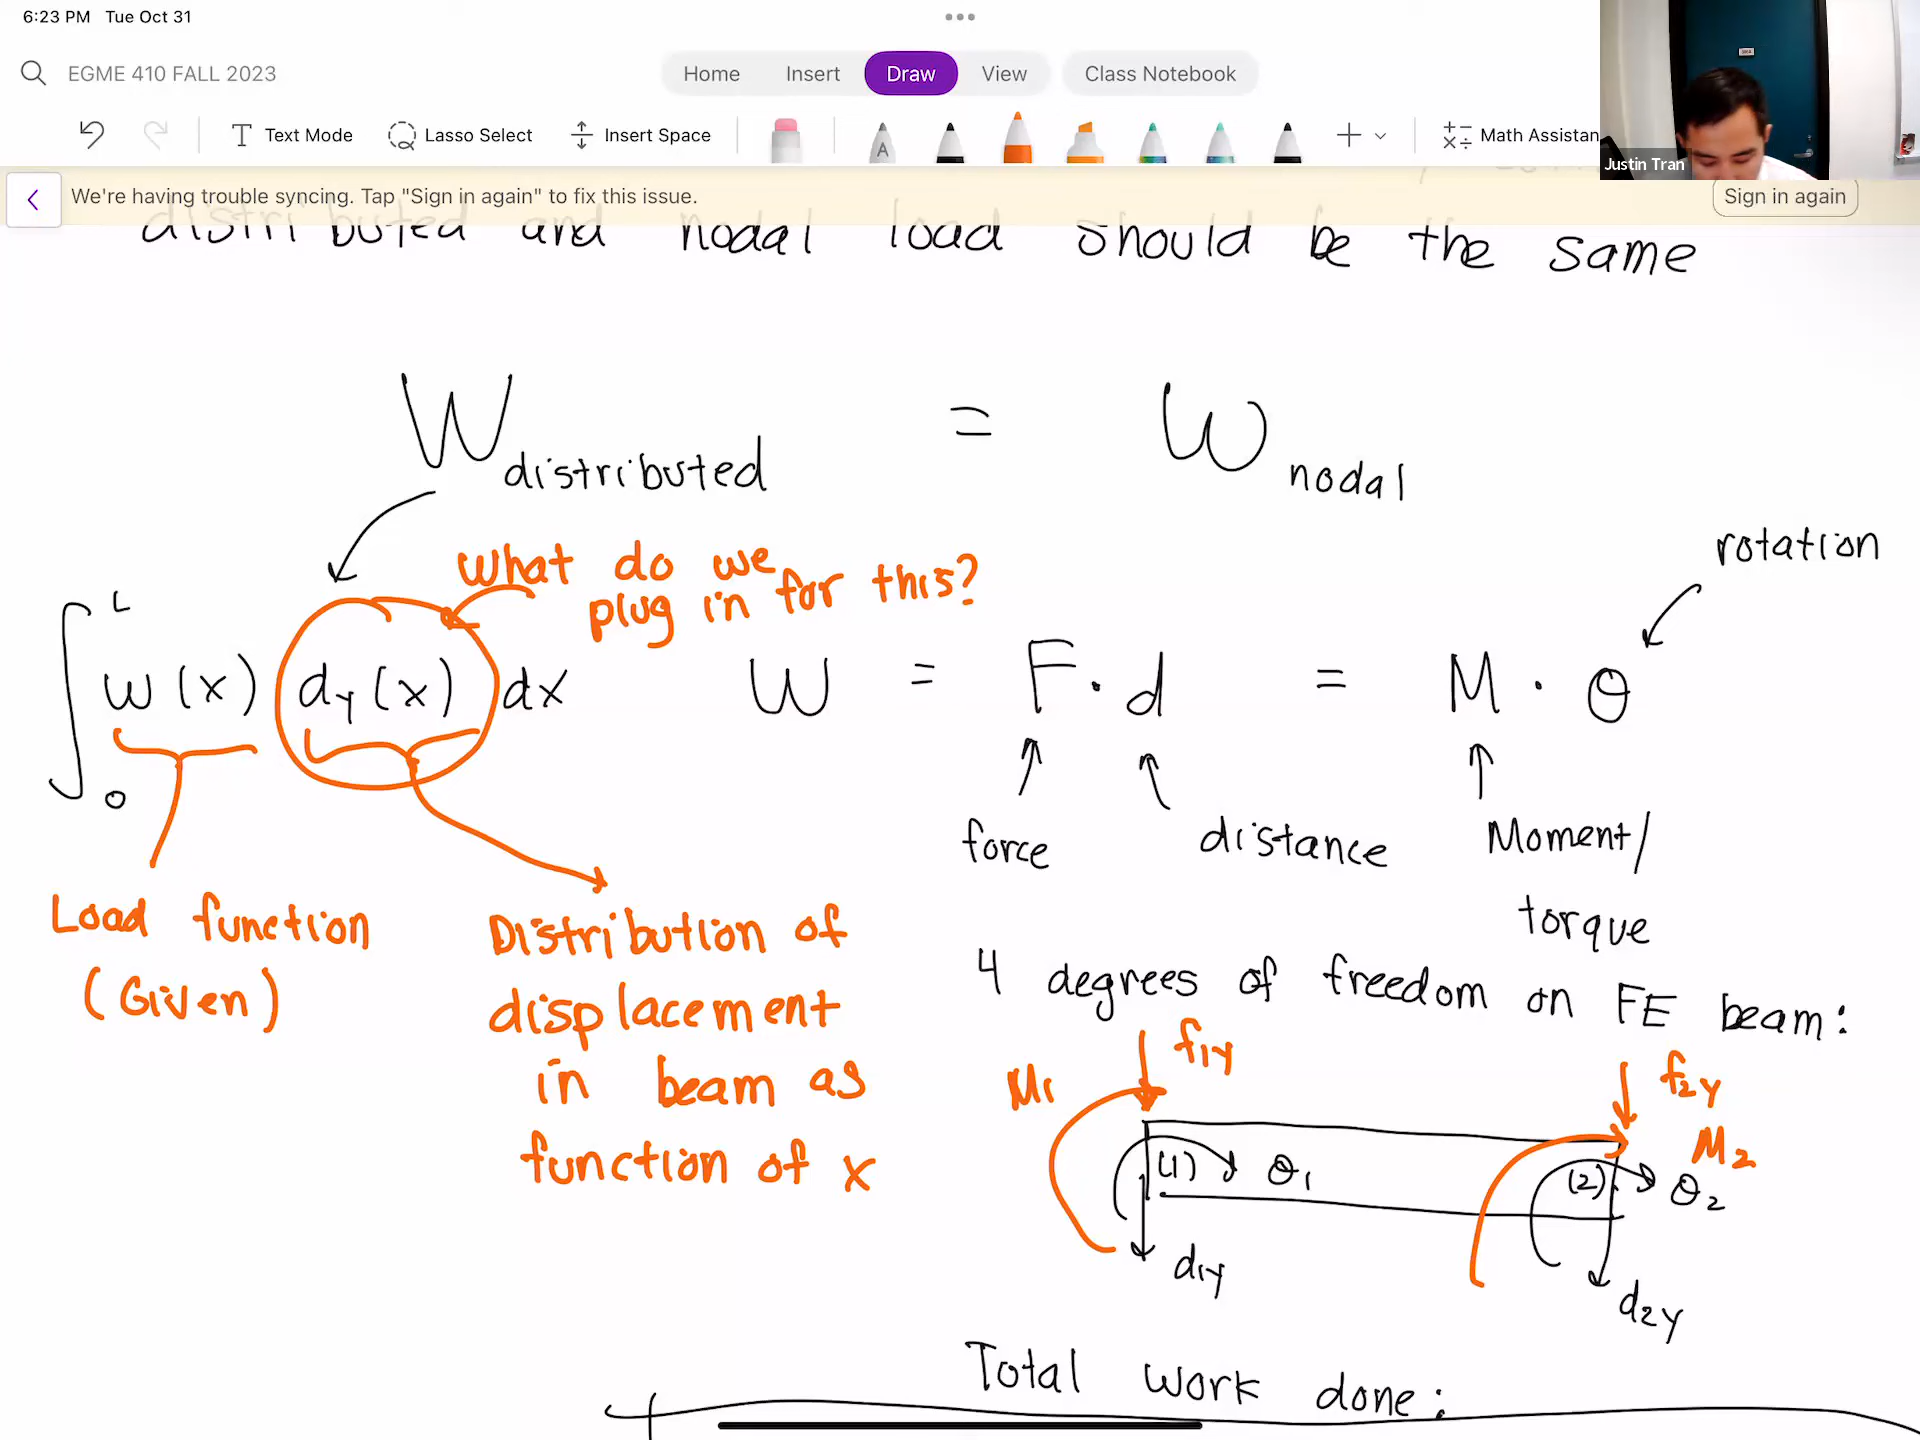 6:23 PM Tue Oct 31
EGME 410 FALL 2023
Home Insert Draw View Class Notebook
Text Mode Lasso Select Insert Space A Math Assistan
Justin Tran
We're having trouble syncing. Tap "Sign in again" to fix this issue.
Sign in again
distributed and nodal load should be the same
W distributed = W nodal
rotation
what do we
plug in for this?
∫₀ᴸ w(x) dy(x) dx
W = F · d = M · θ
force distance Moment/
torque
Load function
(Given)
Distribution of
displacement
in beam as
function of x
4 degrees of freedom on FE beam:
f1y
M1
f2y
M2
(1) θ1
(2) θ2
d1y
d2y
Total work done: